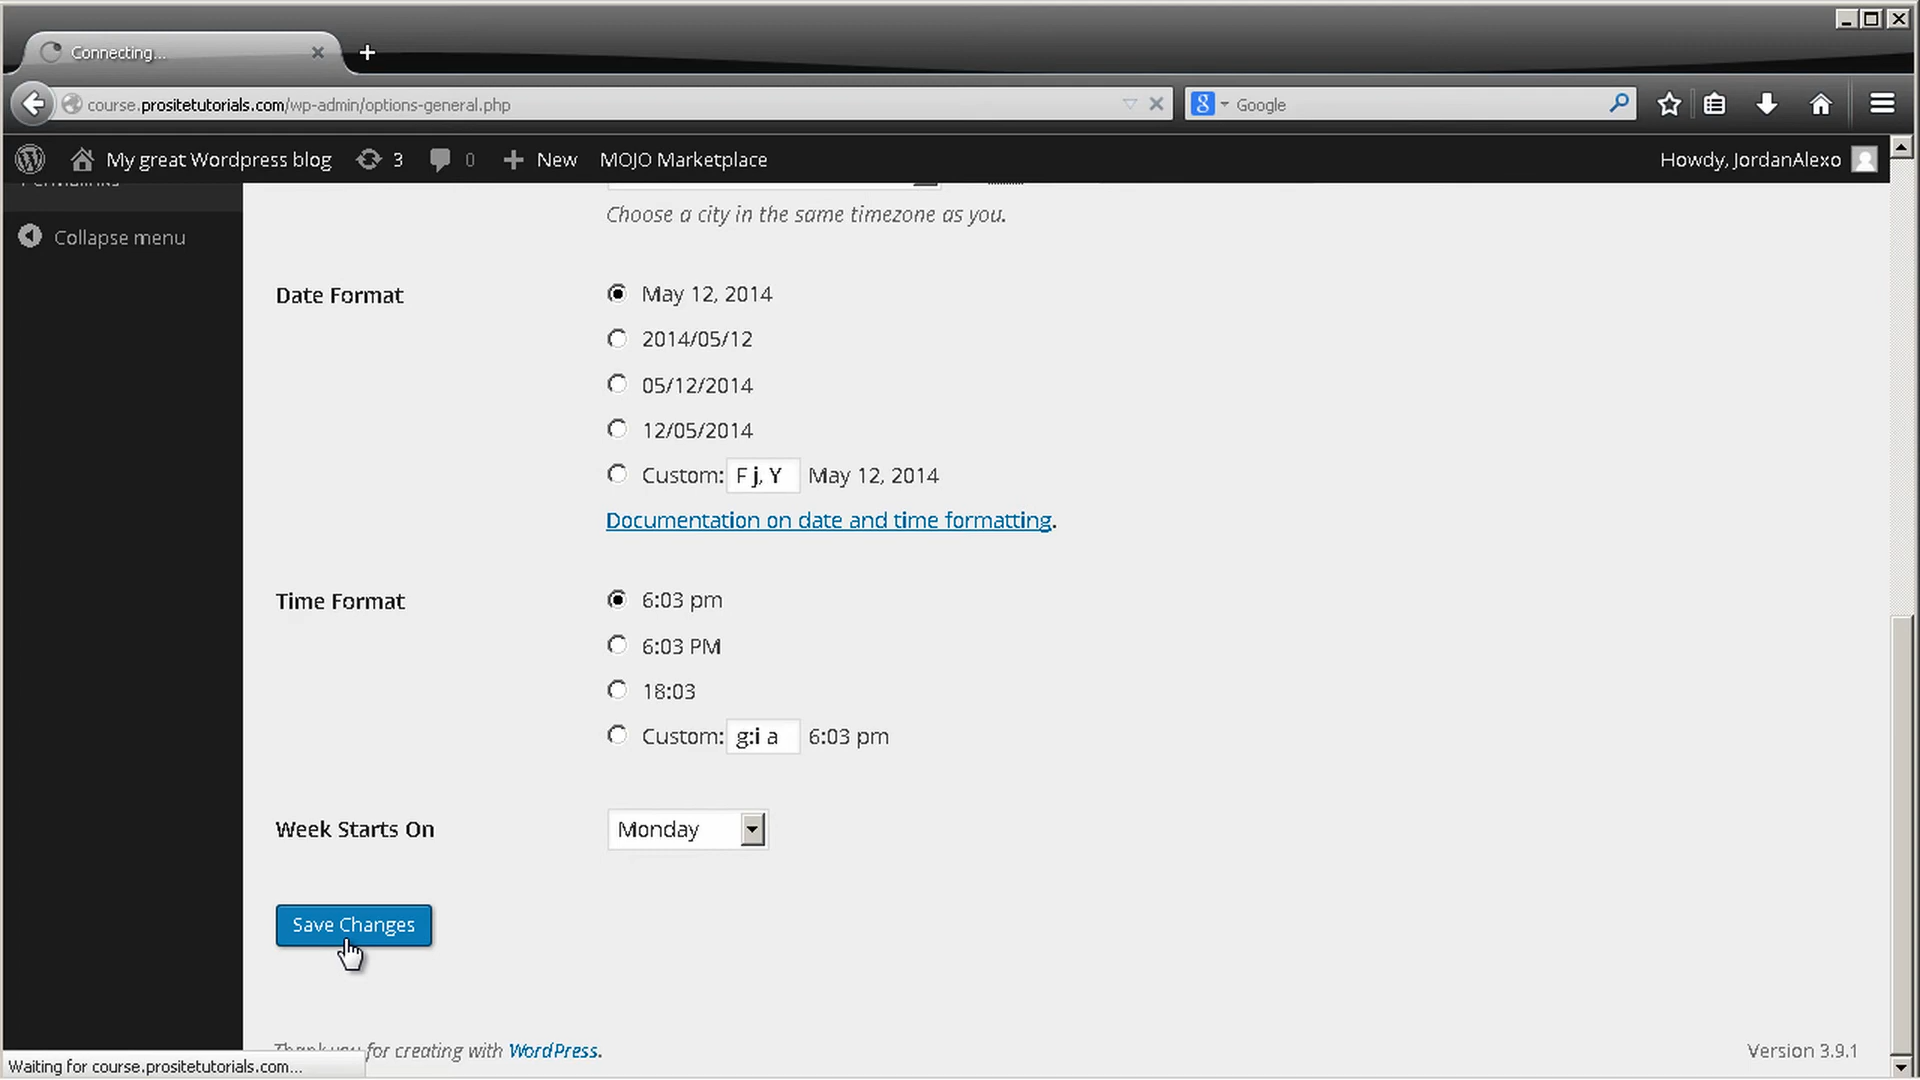 Connecting...
course.prositetutorials.com/wp-admin/options-general.php
Google
My great Wordpress blog 3 0 New MOJO Marketplace
Howdy, JordanAlexo
Permalinks
Collapse menu
Choose a city in the same timezone as you.
Date Format
May 12, 2014
2014/05/12
05/12/2014
12/05/2014
Custom: F j, Y May 12, 2014
Documentation on date and time formatting.
Time Format
6:03 pm
6:03 PM
18:03
Custom: g:i a 6:03 pm
Week Starts On
Monday
Save Changes
Thank you for creating with WordPress.
Version 3.9.1
Waiting for course.prositetutorials.com...